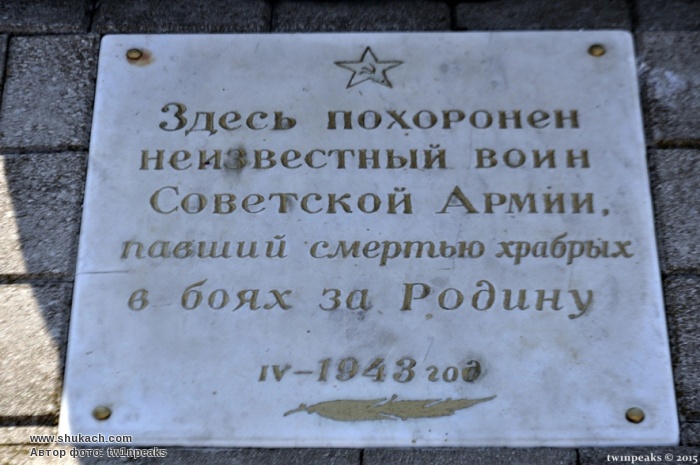 Здесь похоронен
неизвестный воин
Советской Армии,
павший смертью храбрых
в боях за Родину
IV-1943 год
www.shukach.com
Автор фото: tw1npeaks
tw1npeaks © 2015